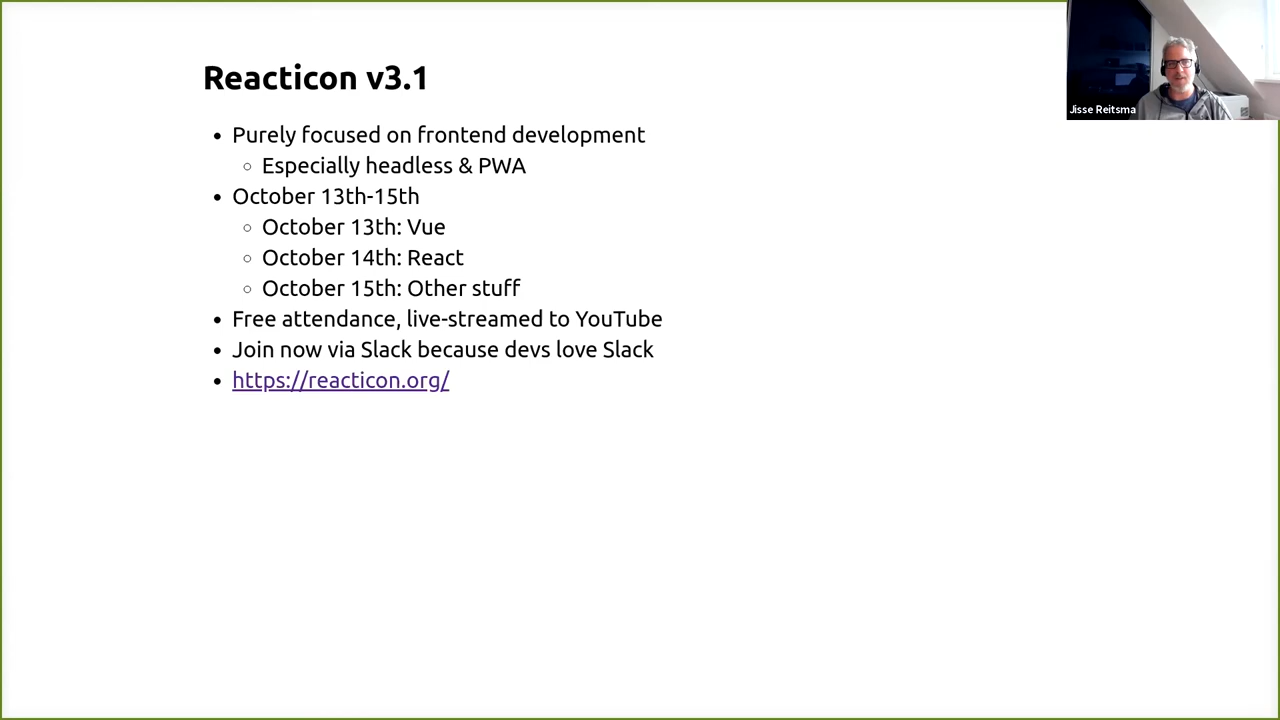 Reacticon v3.1
Purely focused on frontend development
Especially headless & PWA
October 13th-15th
October 13th: Vue
October 14th: React
October 15th: Other stuff
Free attendance, live-streamed to YouTube
Join now via Slack because devs love Slack
https://reacticon.org/
Jisse Reitsma